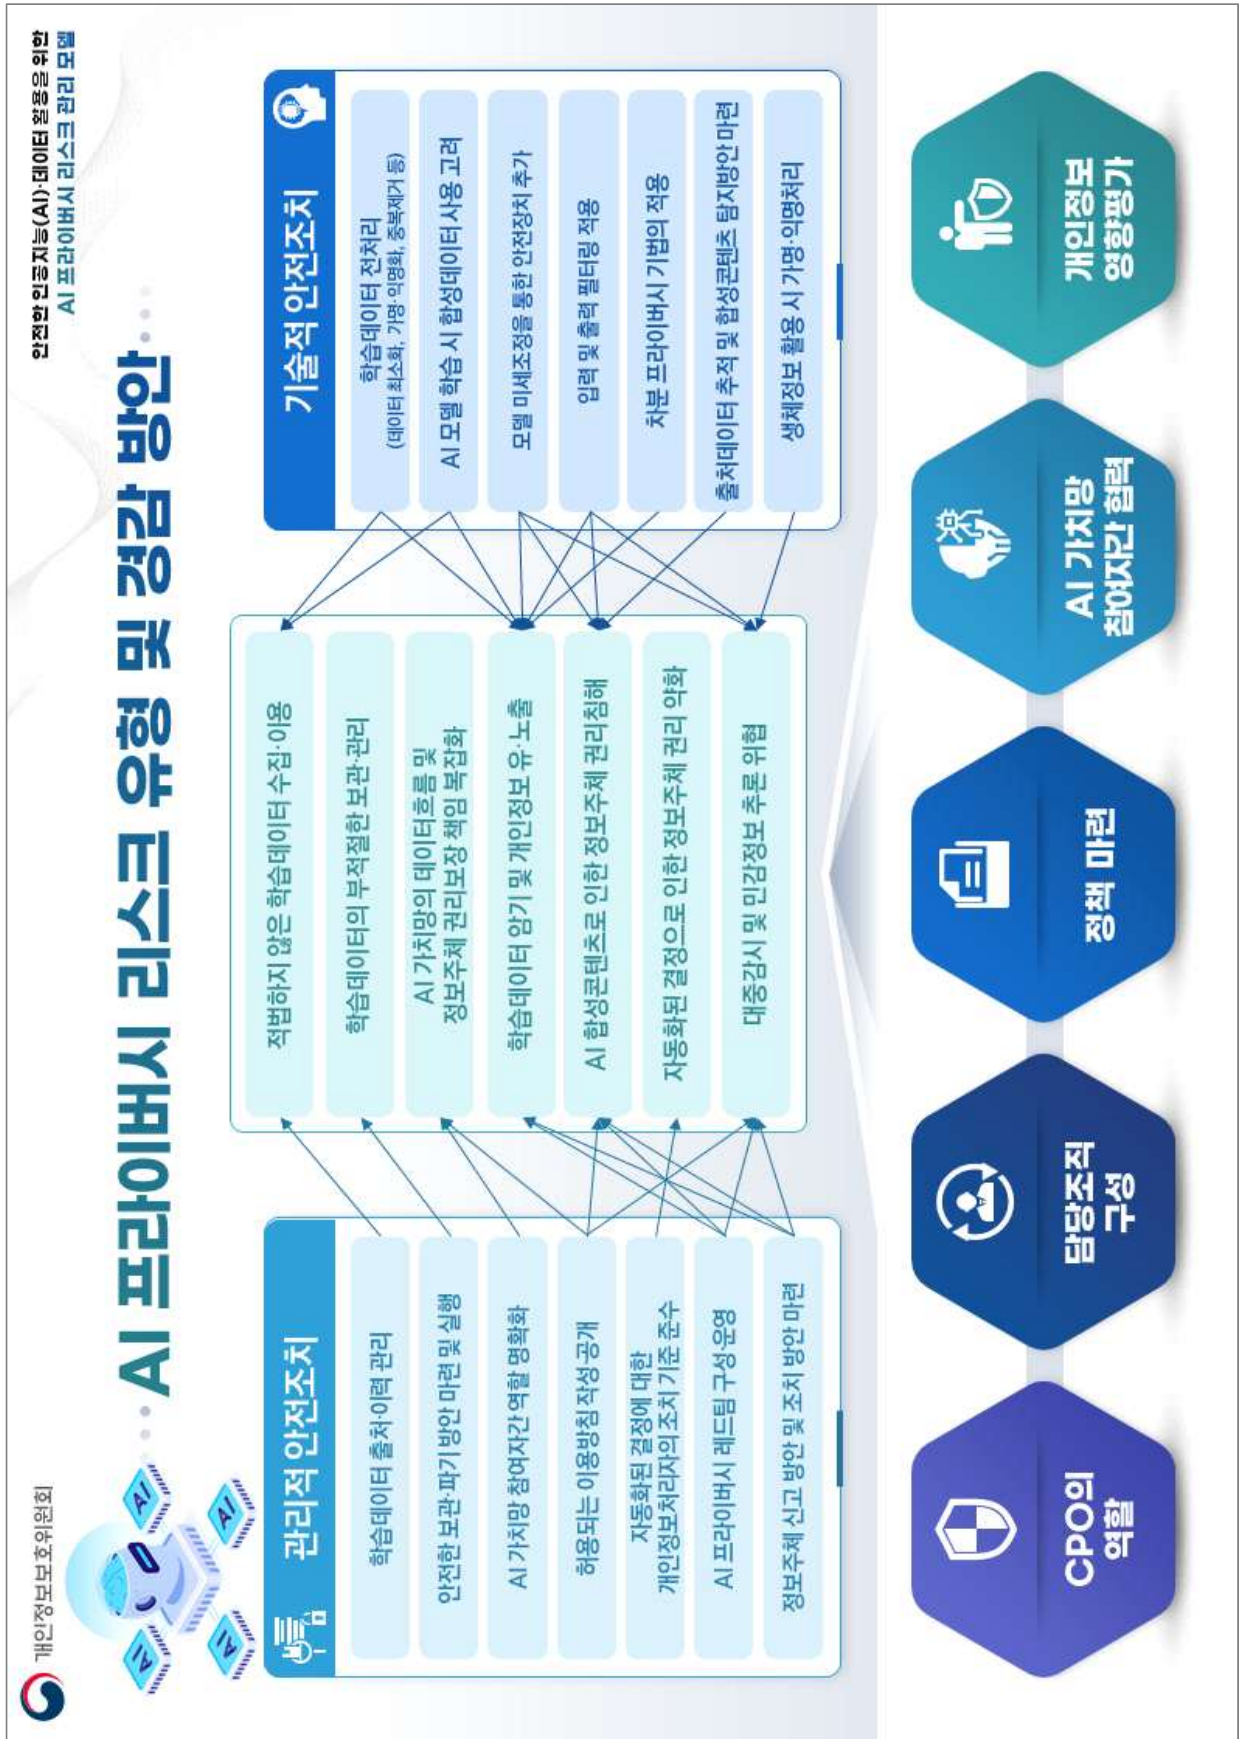 개인정보보호위원회
안전한 인공지능(AI)·데이터 활용을 위한
AI 프라이버시 리스크 관리 모델
AI 프라이버시 리스크 유형 및 경감 방안
AI
AI
AI
AI
관리적 안전조치
학습데이터 출처·이력 관리
안전한 보관·파기 방안 마련 및 실행
AI 가치망 참여자간 역할 명확화
허용되는 이용방침 작성·공개
자동화된 결정에 대한
개인정보처리자의 조치 기준 준수
AI 프라이버시 레드팀 구성·운영
정보주체 신고 방안 및 조치 방안 마련
적법하지 않은 학습데이터 수집·이용
학습데이터의 부적절한 보관·관리
AI 가치망의 데이터흐름 및
정보주체 권리보장 책임 복잡화
학습데이터 암기 및 개인정보 유·노출
AI 합성콘텐츠로 인한 정보주체 권리침해
자동화된 결정으로 인한 정보주체 권리 약화
대중감시 및 민감정보 추론 위협
기술적 안전조치
학습데이터 전처리
(데이터 최소화, 가명·익명화, 중복제거 등)
AI 모델 학습 시 합성데이터 사용 고려
모델 미세조정을 통한 안전장치 추가
입력 및 출력 필터링 적용
차분 프라이버시 기법의 적용
출처데이터 추적 및 합성콘텐츠 탐지방안 마련
생체정보 활용 시 가명·익명처리
CPO의
역할
담당조직
구성
정책 마련
AI 가치망
참여자간 협력
개인정보
영향평가